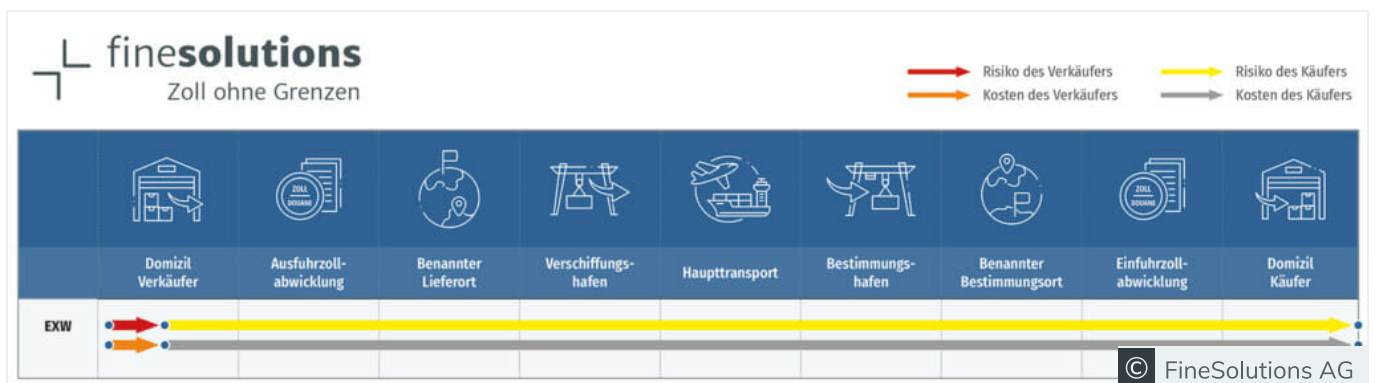 finesolutions
Zoll ohne Grenzen
Risiko des Verkäufers
Risiko des Käufers
Kosten des Verkäufers
Kosten des Käufers
ZOLL
DOUANE
ZOLL
DOUANE
Domizil
Verkäufer
Ausfuhrzoll-
abwicklung
Benannter
Lieferort
Verschiffungs-
hafen
Haupttransport
Bestimmungs-
hafen
Benannter
Bestimmungsort
Einfuhrzoll-
abwicklung
Domizil
Käufer
EXW
© FineSolutions AG